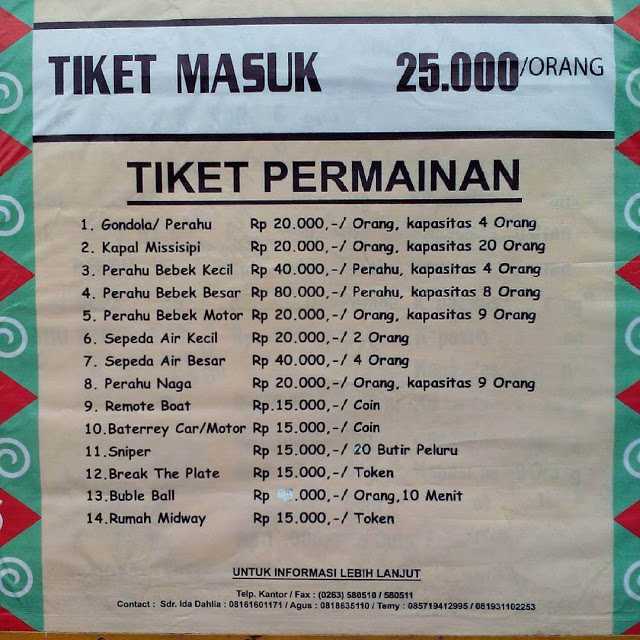 TIKET MASUK 25.000/ORANG
TIKET PERMAINAN
1. Gondola/ Perahu Rp 20.000,-/ Orang, kapasitas 4 Orang
2. Kapal Missisipi Rp 20.000,-/ Orang, kapasitas 20 Orang
3. Perahu Bebek Kecil Rp 40.000,-/ Perahu, kapasitas 4 Orang
4. Perahu Bebek Besar Rp 80.000,-/ Perahu, kapasitas 8 Orang
5. Perahu Bebek Motor Rp 20.000,-/ Orang, kapasitas 9 Orang
6. Sepeda Air Kecil Rp 20.000,-/ 2 Orang
7. Sepeda Air Besar Rp 40.000,-/ 4 Orang
8. Perahu Naga Rp 20.000,-/ Orang, kapasitas 9 Orang
9. Remote Boat Rp.15.000,-/ Coin
10.Baterrey Car/Motor Rp 15.000,-/ Coin
11.Sniper Rp 15.000,-/ 20 Butir Peluru
12.Break The Plate Rp 15.000,-/ Token
13.Buble Ball Rp .000,-/ Orang,10 Menit
14.Rumah Midway Rp 15.000,-/ Token
UNTUK INFORMASI LEBIH LANJUT
Telp. Kantor / Fax : (0263) 580510 / 580511
Contact : Sdr. Ida Dahlia : 08161601171 / Agus : 0818635110 / Temy : 085719412995 / 081931102253